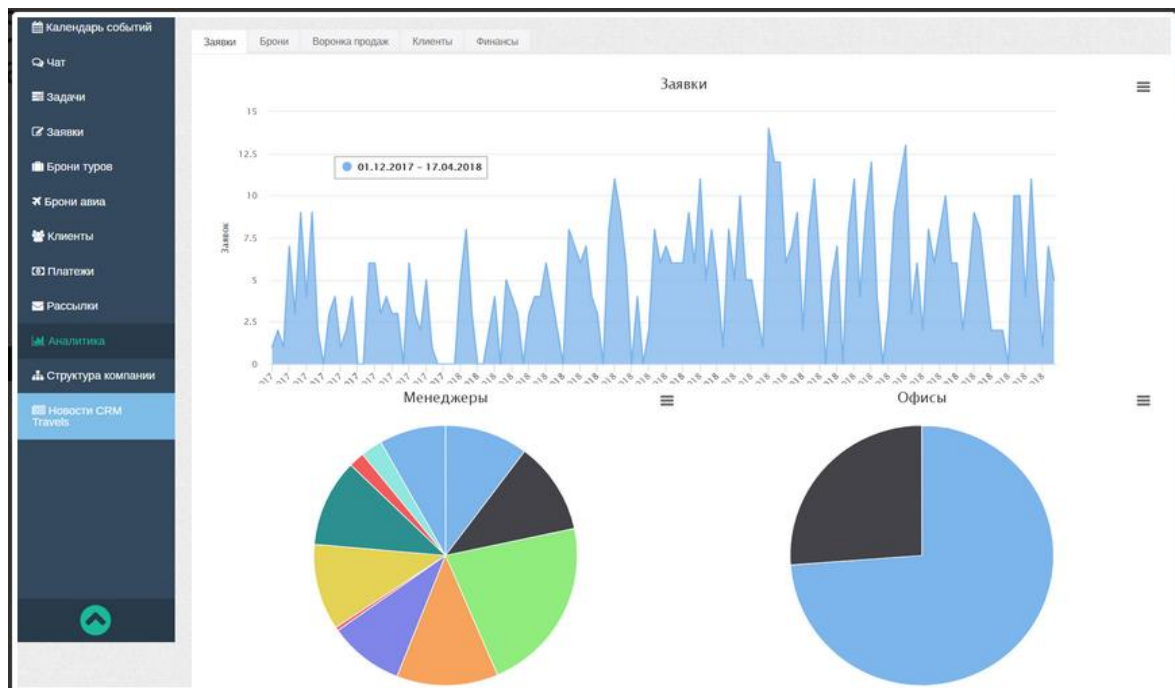 Календарь событий
Чат
Задачи
Заявки
Брони туров
Брони авиа
Клиенты
Платежи
Рассылки
Аналитика
Структура компании
Новости CRM
Travels
Заявки Брони Воронка продаж Клиенты Финансы
Заявки
15
12.5
10
7.5
5
2.5
0
Заявок
01.12.2017 – 17.04.2018
Менеджеры
Офисы